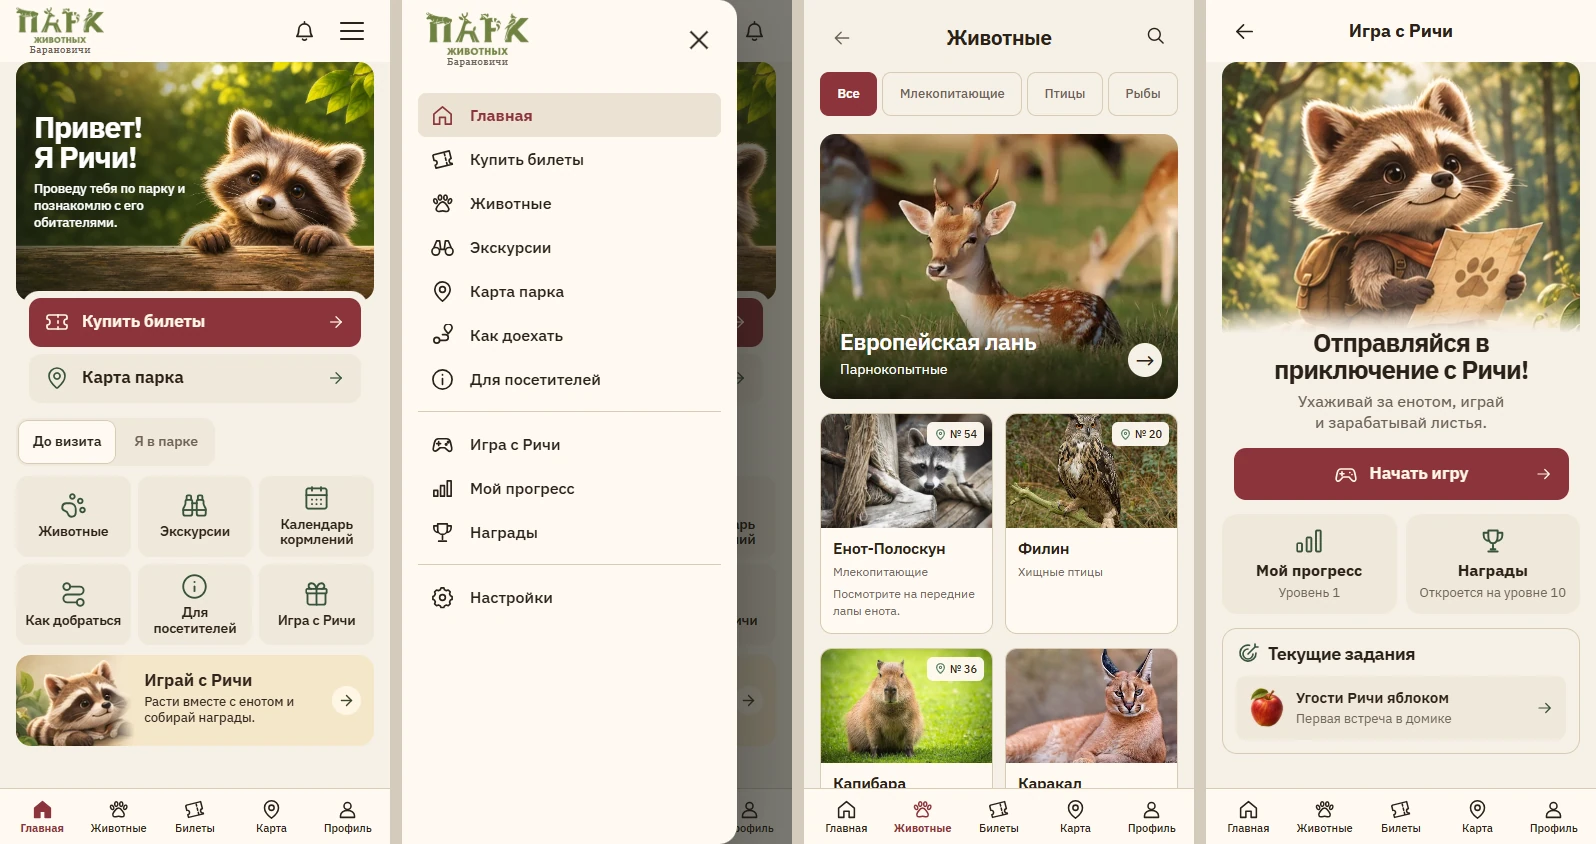 ПАРК
ЖИВОТНЫХ
Барановичи
Привет!
Я Ричи!
Проведу тебя по парку и
познакомлю с его
обитателями.
Купить билеты
Карта парка
До визита
Я в парке
Животные
Экскурсии
Календарь
кормлений
Как добраться
Для
посетителей
Игра с Ричи
Играй с Ричи
Расти вместе с енотом и
собирай награды.
Главная
Животные
Билеты
Карта
Профиль
ПАРК
ЖИВОТНЫХ
Барановичи
Главная
Купить билеты
Животные
Экскурсии
Карта парка
Как доехать
Для посетителей
Игра с Ричи
Мой прогресс
Награды
Настройки
арь
ний
ичи
рофиль
Животные
Все
Млекопитающие
Птицы
Рыбы
Европейская лань
Парнокопытные
№ 54
Енот-Полоскун
Млекопитающие
Посмотрите на передние
лапы енота.
№ 20
Филин
Хищные птицы
№ 36
Капибара
Каракал
Главная
Животные
Билеты
Карта
Профиль
Игра с Ричи
Отправляйся в
приключение с Ричи!
Ухаживай за енотом, играй
и зарабатывай листья.
Начать игру
Мой прогресс
Уровень 1
Награды
Откроется на уровне 10
Текущие задания
Угости Ричи яблоком
Первая встреча в домике
Главная
Животные
Билеты
Карта
Профиль